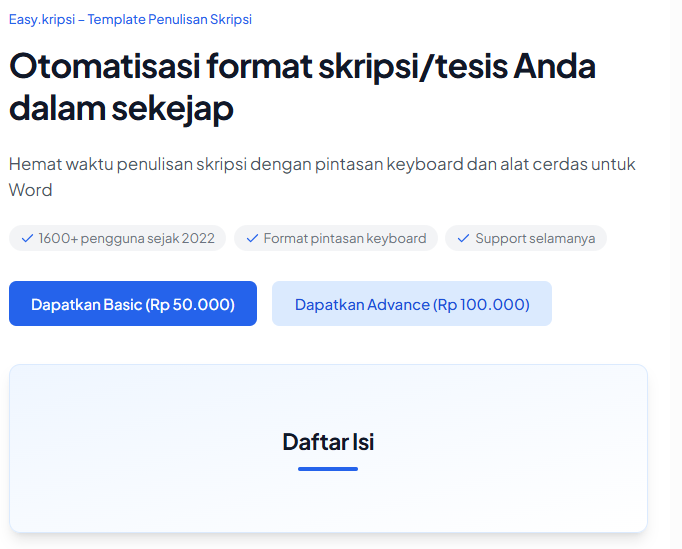 Easy.kripsi – Template Penulisan Skripsi
Otomatisasi format skripsi/tesis Anda
dalam sekejap
Hemat waktu penulisan skripsi dengan pintasan keyboard dan alat cerdas untuk
Word
1600+ pengguna sejak 2022
Format pintasan keyboard
Support selamanya
Dapatkan Basic (Rp 50.000)
Dapatkan Advance (Rp 100.000)
Daftar Isi